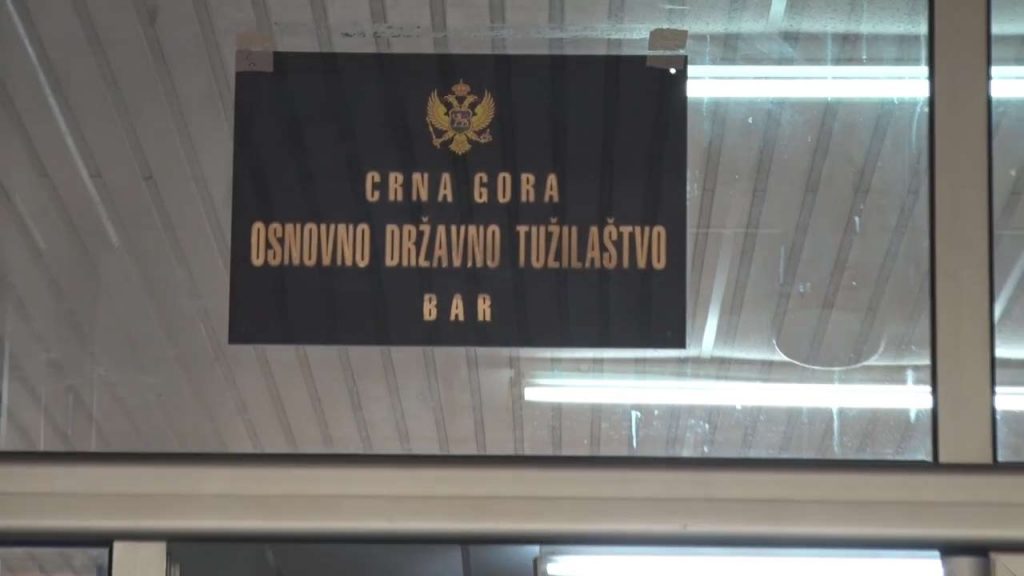 CRNA GORA
OSNOVNO DRŽAVNO TUŽILAŠTVO
BAR